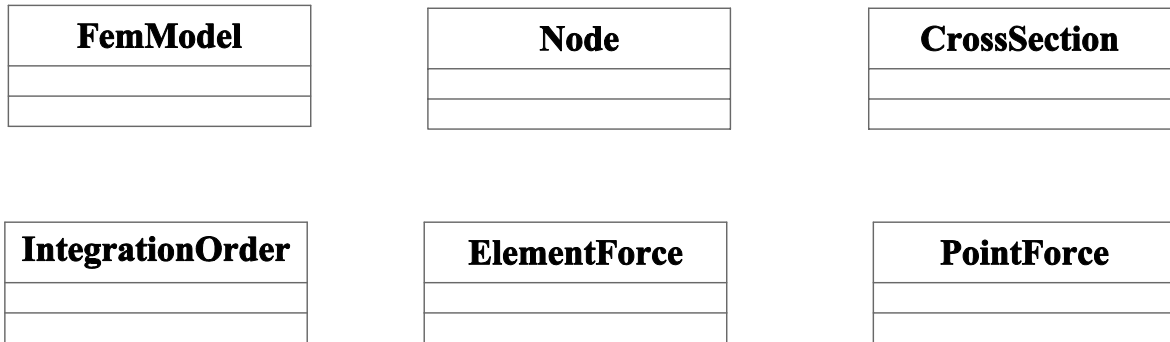 FemModel
Node
CrossSection
IntegrationOrder
ElementForce
PointForce